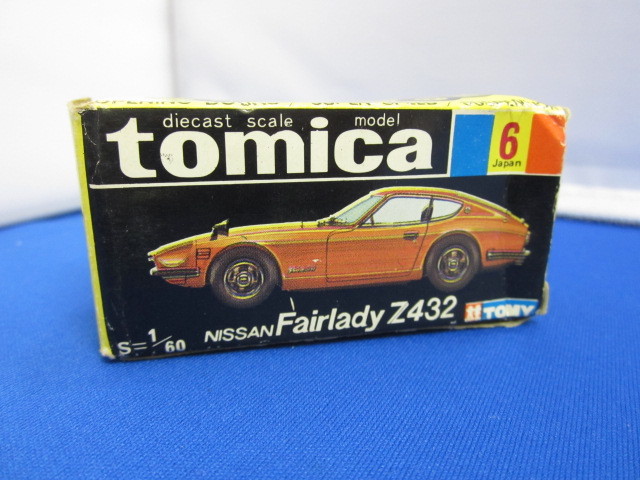 diecast scale model
tomica
6
Japan
NISSAN Fairlady Z432
S=1/60
TOMY